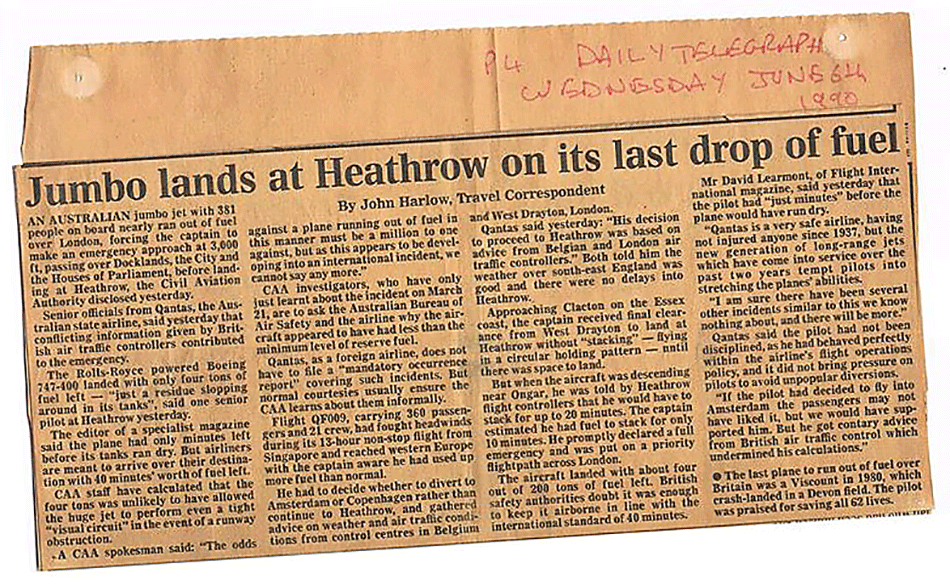 P4 DAILY TELEGRAPH
WEDNESDAY JUNE 6th
1990
Jumbo lands at Heathrow on its last drop of fuel
By John Harlow, Travel Correspondent
AN AUSTRALIAN jumbo jet with 381
people on board nearly ran out of fuel
over London, forcing the captain to
make an emergency approach at 3,000
ft, passing over Docklands, the City and
the Houses of Parliament, before land-
ing at Heathrow, the Civil Aviation
Authority disclosed yesterday.
Senior officials from Qantas, the Aus-
tralian state airline, said yesterday that
conflicting information given by Brit-
ish air traffic controllers contributed
to the emergency.
The Rolls-Royce powered Boeing
747-400 landed with only four tons of
fuel left — "just a residue slopping
around in its tanks", said one senior
pilot at Heathrow yesterday.
The editor of a specialist magazine
said the plane had only minutes left
before its tanks ran dry. But airliners
are meant to arrive over their destina-
tion with 40 minutes' worth of fuel left.
CAA staff have calculated that the
four tons was unlikely to have allowed
the huge jet to perform even a tight
"visual circuit" in the event of a runway
obstruction.
A CAA spokesman said: "The odds
against a plane running out of fuel in
this manner must be a million to one
against, but as this appears to be devel-
oping into an international incident, we
cannot say any more."
CAA investigators, who have only
just learnt about the incident on March
21, are to ask the Australian Bureau of
Air Safety and the airline why the air-
craft appeared to have had less than the
minimum level of reserve fuel.
Qantas, as a foreign airline, does not
have to file a "mandatory occurrence
report" covering such incidents. But
normal courtesies usually ensure the
CAA learns about them informally.
Flight QF009, carrying 360 passen-
gers and 21 crew, had fought headwinds
during its 13-hour non-stop flight from
Singapore and reached western Europe
with the captain aware he had used up
more fuel than normal.
He had to decide whether to divert to
Amsterdam or Copenhagen rather than
continue to Heathrow, and gathered
advice on weather and air traffic condi-
tions from control centres in Belgium
and West Drayton, London.
Qantas said yesterday: "His decision
to proceed to Heathrow was based on
advice from Belgian and London air
traffic controllers." Both told him the
weather over south-east England was
good and there were no delays into
Heathrow.
Approaching Clacton on the Essex
coast, the captain received final clear-
ance from West Drayton to land at
Heathrow without "stacking" — flying
in a circular holding pattern — until
there was space to land.
But when the aircraft was descending
near Ongar, he was told by Heathrow
flight controllers that he would have to
stack for up to 20 minutes. The captain
estimated he had fuel to stack for only
10 minutes. He promptly declared a full
emergency and was put on a priority
flightpath across London.
The aircraft landed with about four
out of 200 tons of fuel left. British
safety authorities doubt it was enough
to keep it airborne in line with the
international standard of 40 minutes.
Mr David Learmont, of Flight Inter-
national magazine, said yesterday that
the pilot had "just minutes" before the
plane would have run dry.
"Qantas is a very safe airline, having
not injured anyone since 1937, but the
new generation of long-range jets
which have come into service over the
past two years tempt pilots into
stretching the planes' abilities.
"I am sure there have been several
other incidents similar to this we know
nothing about, and there will be more."
Qantas said the pilot had not been
disciplined, as he had behaved perfectly
within the airline's flight operations
policy, and it did not bring pressure on
pilots to avoid unpopular diversions.
"If the pilot had decided to fly into
Amsterdam the passengers may not
have liked it, but we would have sup-
ported him. But he got contary advice
from British air traffic control which
undermined his calculations."
● The last plane to run out of fuel over
Britain was a Viscount in 1980, which
crash-landed in a Devon field. The pilot
was praised for saving all 62 lives.